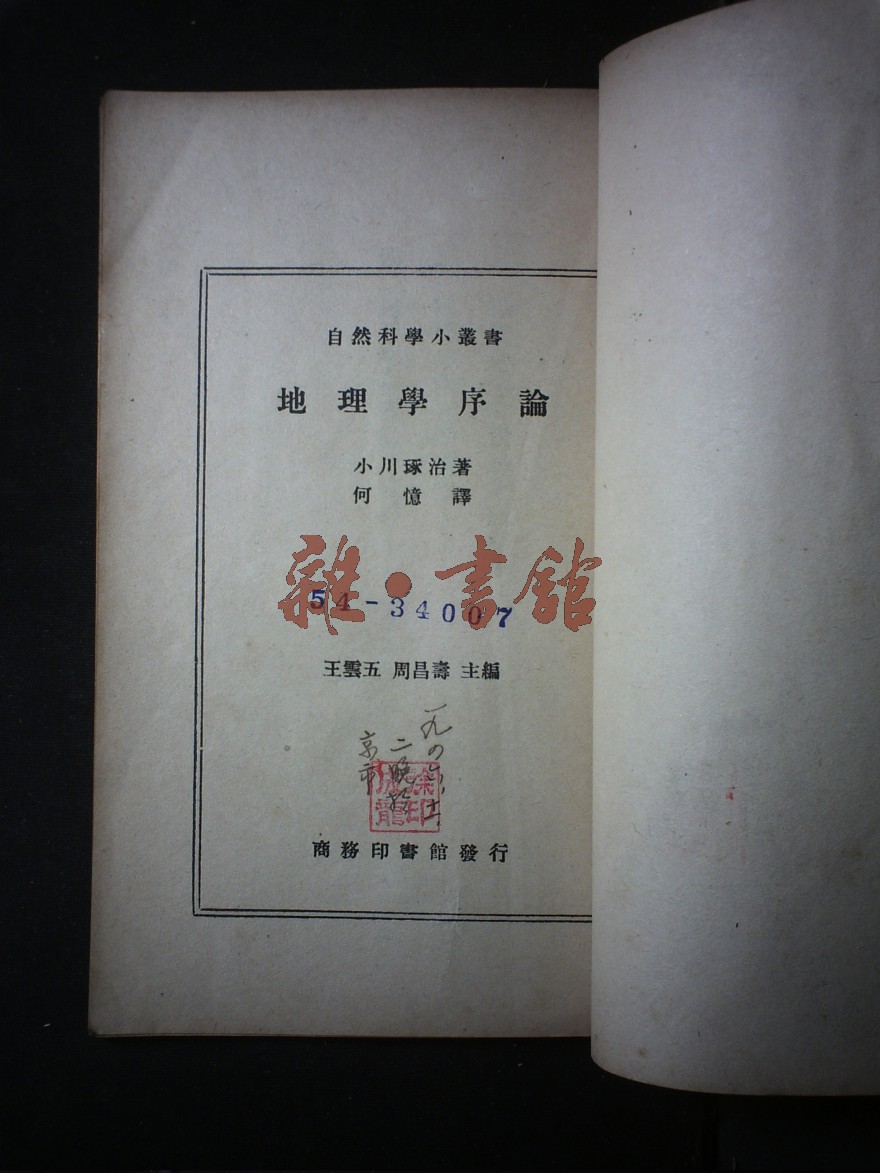 自然科學小叢書
地理學序論
小川琢治著
何憶譯
雜·書館
54-34007
王雲五 周昌壽 主編
商務印書館發行